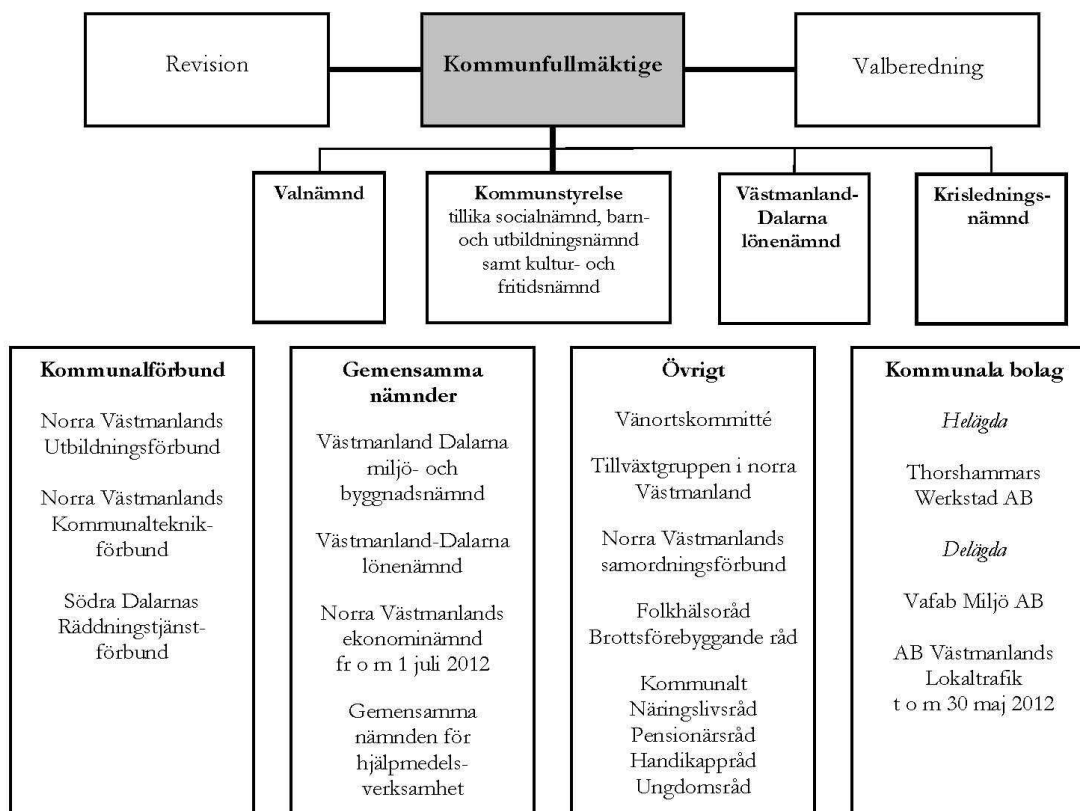 Revision
Kommunfullmäktige
Valberedning
Valnämnd
Kommunstyrelse
tillika socialnämnd, barn-
och utbildningsnämnd
samt kultur- och
fritidsnämnd
Västmanland-
Dalarna
lönenämnd
Krislednings-
nämnd
Kommunalförbund
Norra Västmanlands
Utbildningsförbund
Norra Västmanlands
Kommunalteknik-
förbund
Södra Dalarnas
Räddningstjänst-
förbund
Gemensamma
nämnder
Västmanland Dalarna
miljö- och
byggnadsnämnd
Västmanland-Dalarna
lönenämnd
Norra Västmanlands
ekonominämnd
fr o m 1 juli 2012
Gemensamma
nämnden för
hjälpmedels-
verksamhet
Övrigt
Vänortskommitté
Tillväxtgruppen i norra
Västmanland
Norra Västmanlands
samordningsförbund
Folkhälsoråd
Brottsförebyggande råd
Kommunalt
Näringslivsråd
Pensionärsråd
Handikappråd
Ungdomsråd
Kommunala bolag
Helägda
Thorshammars
Werkstad AB
Delägda
Vafab Miljö AB
AB Västmanlands
Lokaltrafik
t o m 30 maj 2012